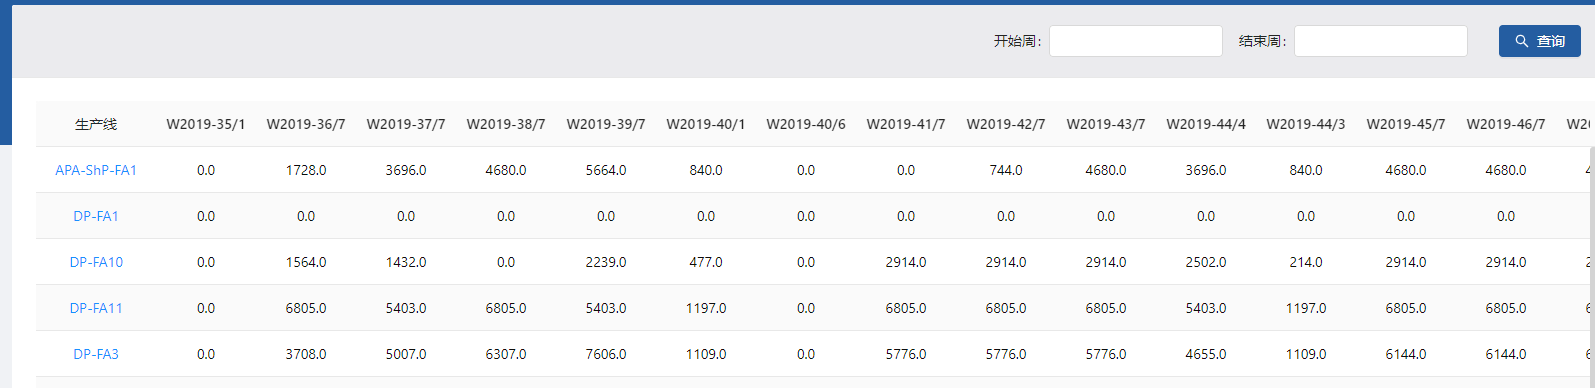 开始周: 结束周: 查询
生产线 W2019-35/1 W2019-36/7 W2019-37/7 W2019-38/7 W2019-39/7 W2019-40/1 W2019-40/6 W2019-41/7 W2019-42/7 W2019-43/7 W2019-44/4 W2019-44/3 W2019-45/7 W2019-46/7
APA-ShP-FA1 0.0 1728.0 3696.0 4680.0 5664.0 840.0 0.0 0.0 744.0 4680.0 3696.0 840.0 4680.0 4680.0
DP-FA1 0.0 0.0 0.0 0.0 0.0 0.0 0.0 0.0 0.0 0.0 0.0 0.0 0.0 0.0
DP-FA10 0.0 1564.0 1432.0 0.0 2239.0 477.0 0.0 2914.0 2914.0 2914.0 2502.0 214.0 2914.0 2914.0
DP-FA11 0.0 6805.0 5403.0 6805.0 5403.0 1197.0 0.0 6805.0 6805.0 6805.0 5403.0 1197.0 6805.0 6805.0
DP-FA3 0.0 3708.0 5007.0 6307.0 7606.0 1109.0 0.0 5776.0 5776.0 5776.0 4655.0 1109.0 6144.0 6144.0